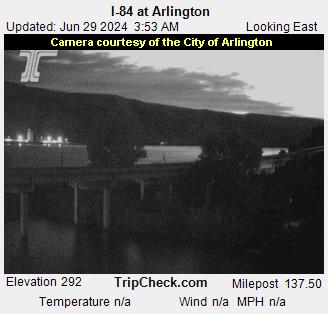 I-84 at Arlington
Updated: Jun 29 2024 3:53 AM Looking East
Camera courtesy of the City of Arlington
Elevation 292 TripCheck.com Milepost 137.50
Temperature n/a Wind n/a MPH n/a